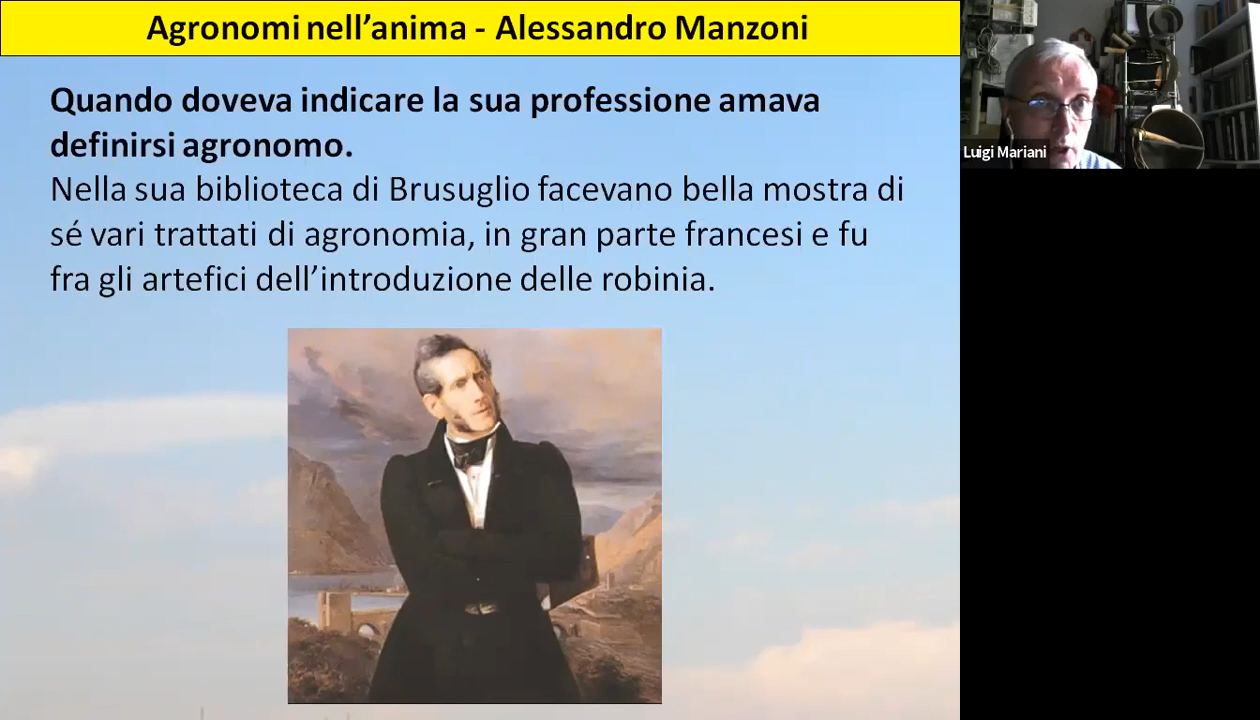 Agronomi nell’anima - Alessandro Manzoni
Quando doveva indicare la sua professione amava
definirsi agronomo.
Nella sua biblioteca di Brusuglio facevano bella mostra di
sé vari trattati di agronomia, in gran parte francesi e fu
fra gli artefici dell’introduzione delle robinia.
Luigi Mariani